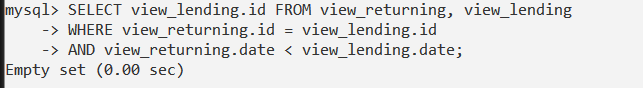 mysql> SELECT view_lending.id FROM view_returning, view_lending
    -> WHERE view_returning.id = view_lending.id
    -> AND view_returning.date < view_lending.date;
Empty set (0.00 sec)